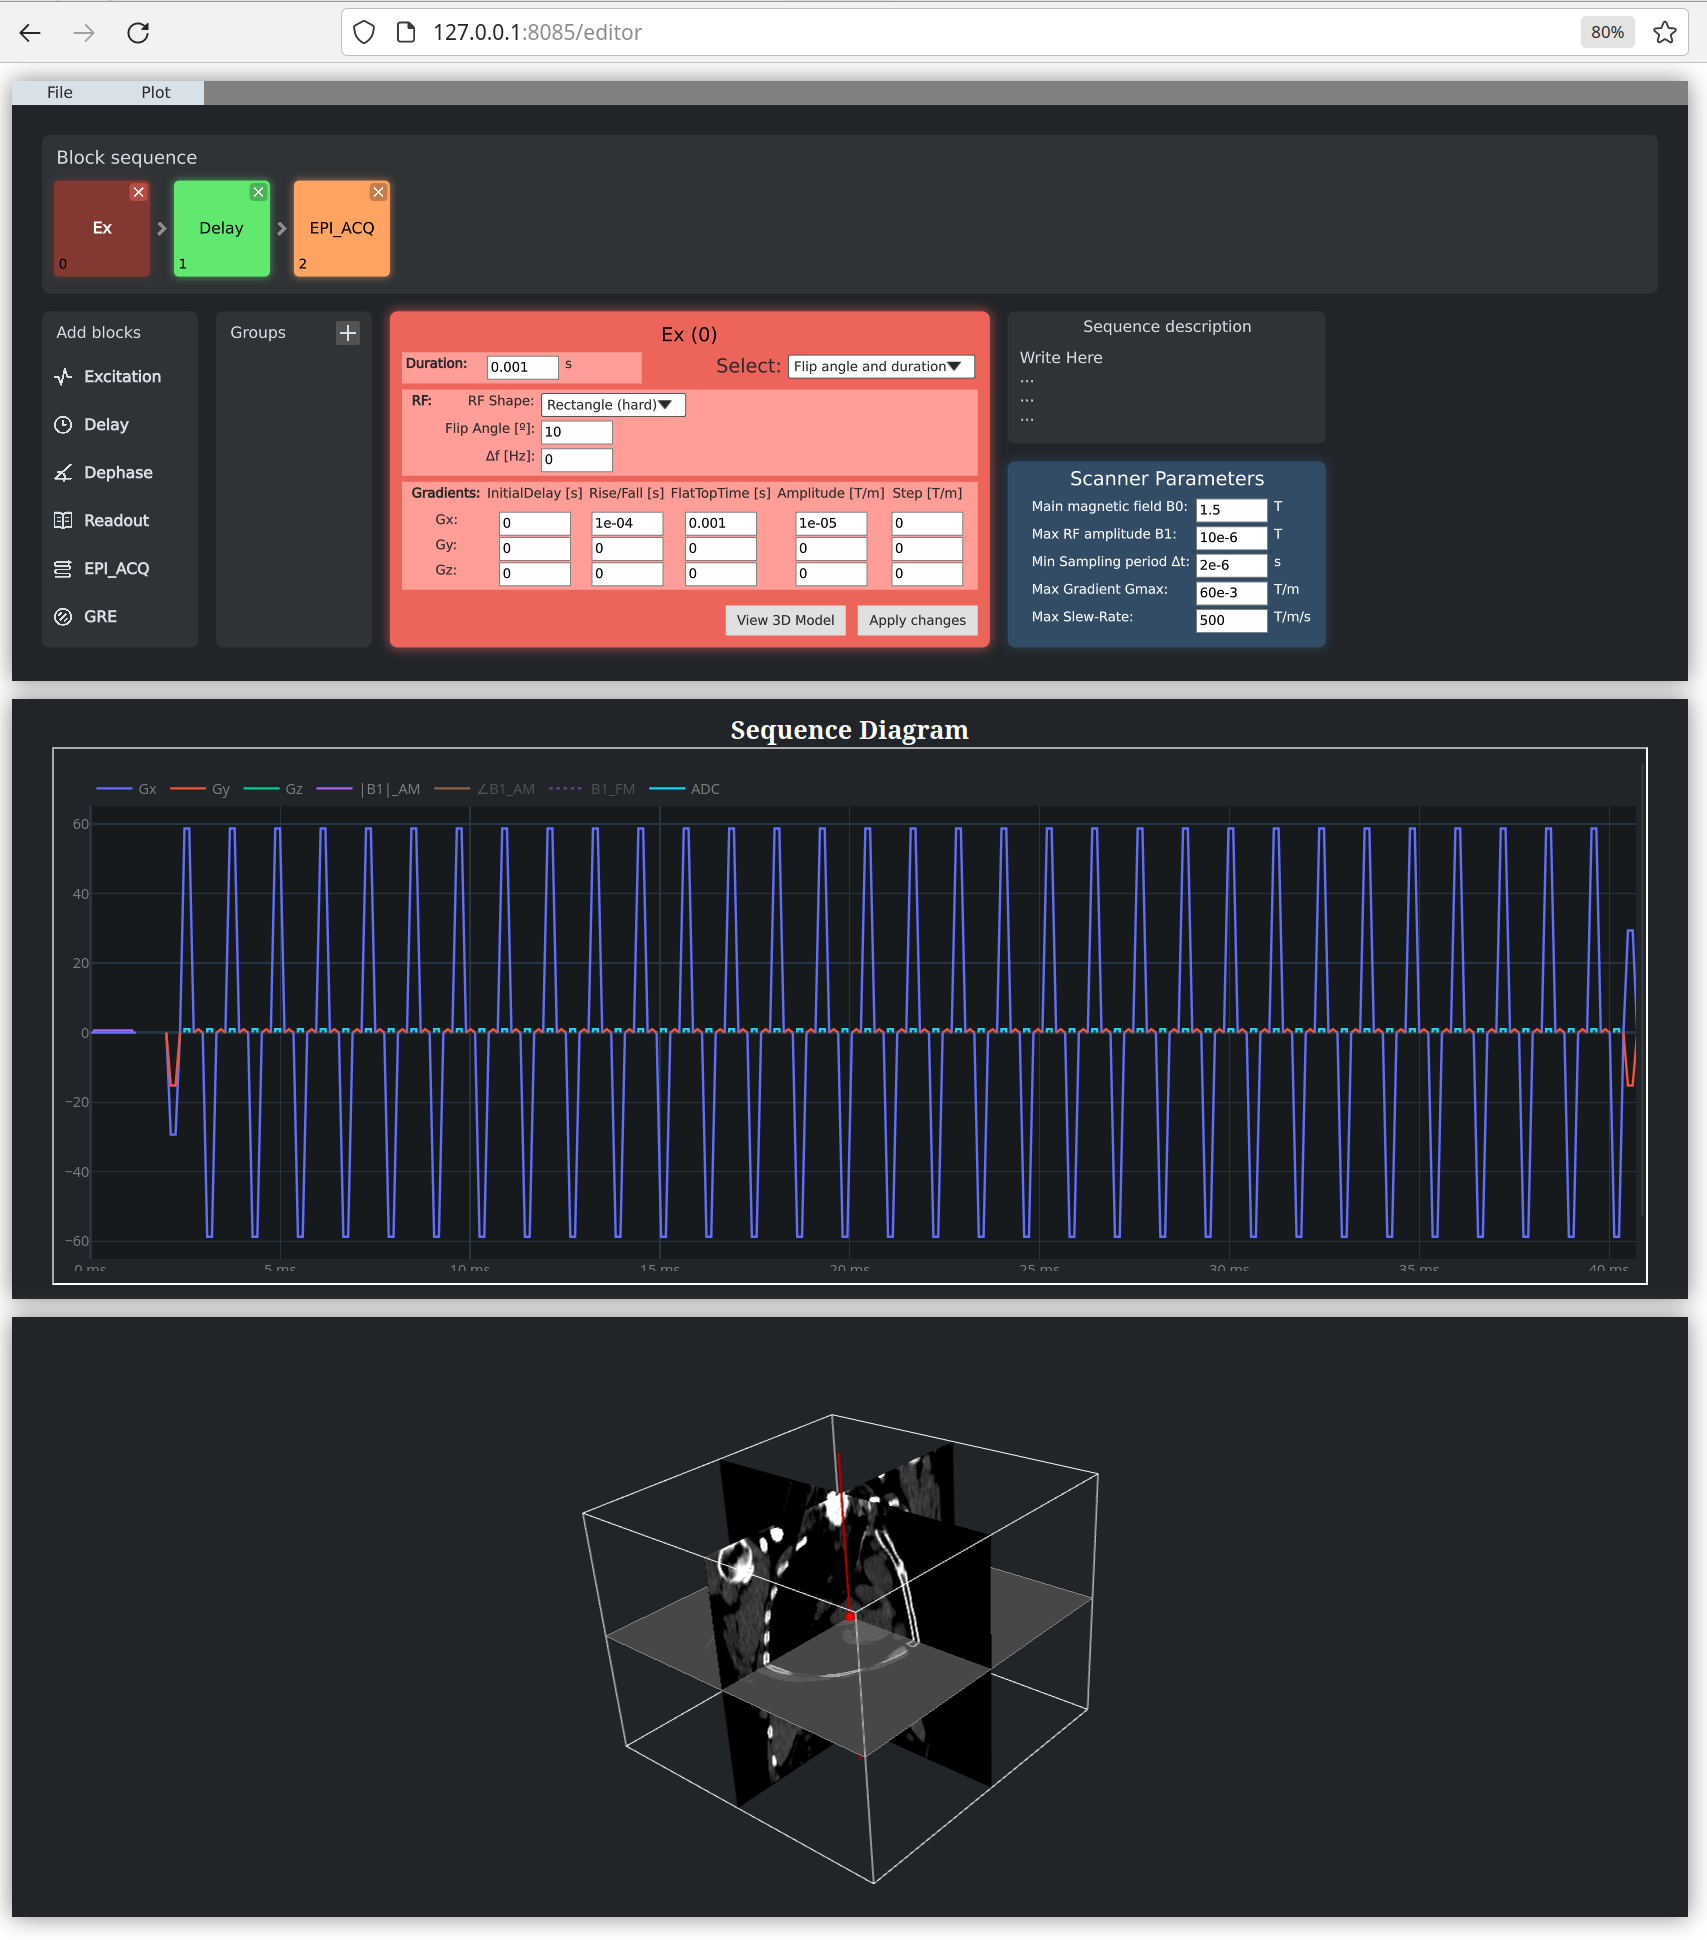 127.0.0.1:8085/editor
80%
File Plot
Block sequence
Ex
0
Delay
1
EPI_ACQ
2
Add blocks
Excitation
Delay
Dephase
Readout
EPI_ACQ
GRE
Groups
Ex (0)
Duration: 0.001 s
Select: Flip angle and duration
RF: RF Shape: Rectangle (hard)
Flip Angle [º]: 10
Δf [Hz]: 0
Gradients: InitialDelay [s] Rise/Fall [s] FlatTopTime [s] Amplitude [T/m] Step [T/m]
Gx: 0 1e-04 0.001 1e-05 0
Gy: 0 0 0 0 0
Gz: 0 0 0 0 0
View 3D Model Apply changes
Sequence description
Write Here
...
...
...
Scanner Parameters
Main magnetic field B0: 1.5 T
Max RF amplitude B1: 10e-6 T
Min Sampling period Δt: 2e-6 s
Max Gradient Gmax: 60e-3 T/m
Max Slew-Rate: 500 T/m/s
Sequence Diagram
Gx Gy Gz |B1|_AM ∠B1_AM B1_FM ADC
60
40
20
0
−20
−40
−60
0 ms 5 ms 10 ms 15 ms 20 ms 25 ms 30 ms 35 ms 40 ms